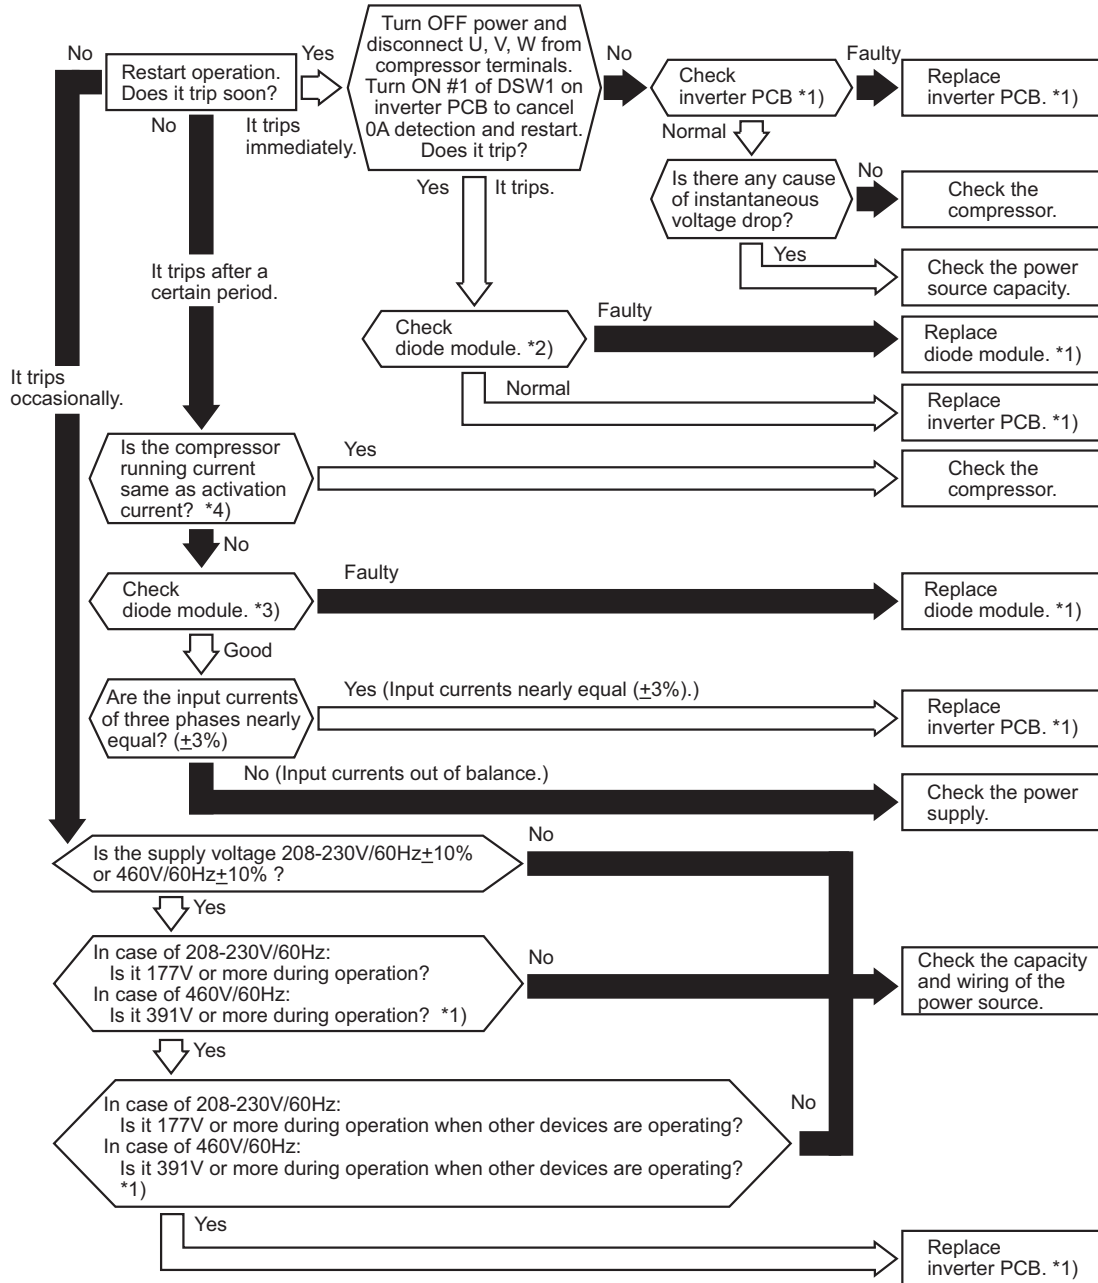 No
Restart operation.
Does it trip soon?
Yes
No
It trips
immediately.
Turn OFF power and
disconnect U, V, W from
compressor terminals.
Turn ON #1 of DSW1 on
inverter PCB to cancel
0A detection and restart.
Does it trip?
No
Check
inverter PCB *1)
Faulty
Replace
inverter PCB. *1)
Normal
Is there any cause
of instantaneous
voltage drop?
No
Check the
compressor.
Yes
Check the power
source capacity.
Yes
It trips.
Check
diode module. *2)
Faulty
Replace
diode module. *1)
Normal
Replace
inverter PCB. *1)
It trips after a
certain period.
It trips
occasionally.
Is the compressor
running current
same as activation
current? *4)
Yes
Check the
compressor.
No
Check
diode module. *3)
Faulty
Replace
diode module. *1)
Good
Are the input currents
of three phases nearly
equal? (±3%)
Yes (Input currents nearly equal (±3%).)
Replace
inverter PCB. *1)
No (Input currents out of balance.)
Check the power
supply.
Is the supply voltage 208-230V/60Hz±10%
or 460V/60Hz±10% ?
No
Yes
In case of 208-230V/60Hz:
Is it 177V or more during operation?
In case of 460V/60Hz:
Is it 391V or more during operation? *1)
No
Check the capacity
and wiring of the
power source.
Yes
In case of 208-230V/60Hz:
Is it 177V or more during operation when other devices are operating?
In case of 460V/60Hz:
Is it 391V or more during operation when other devices are operating?
*1)
No
Yes
Replace
inverter PCB. *1)